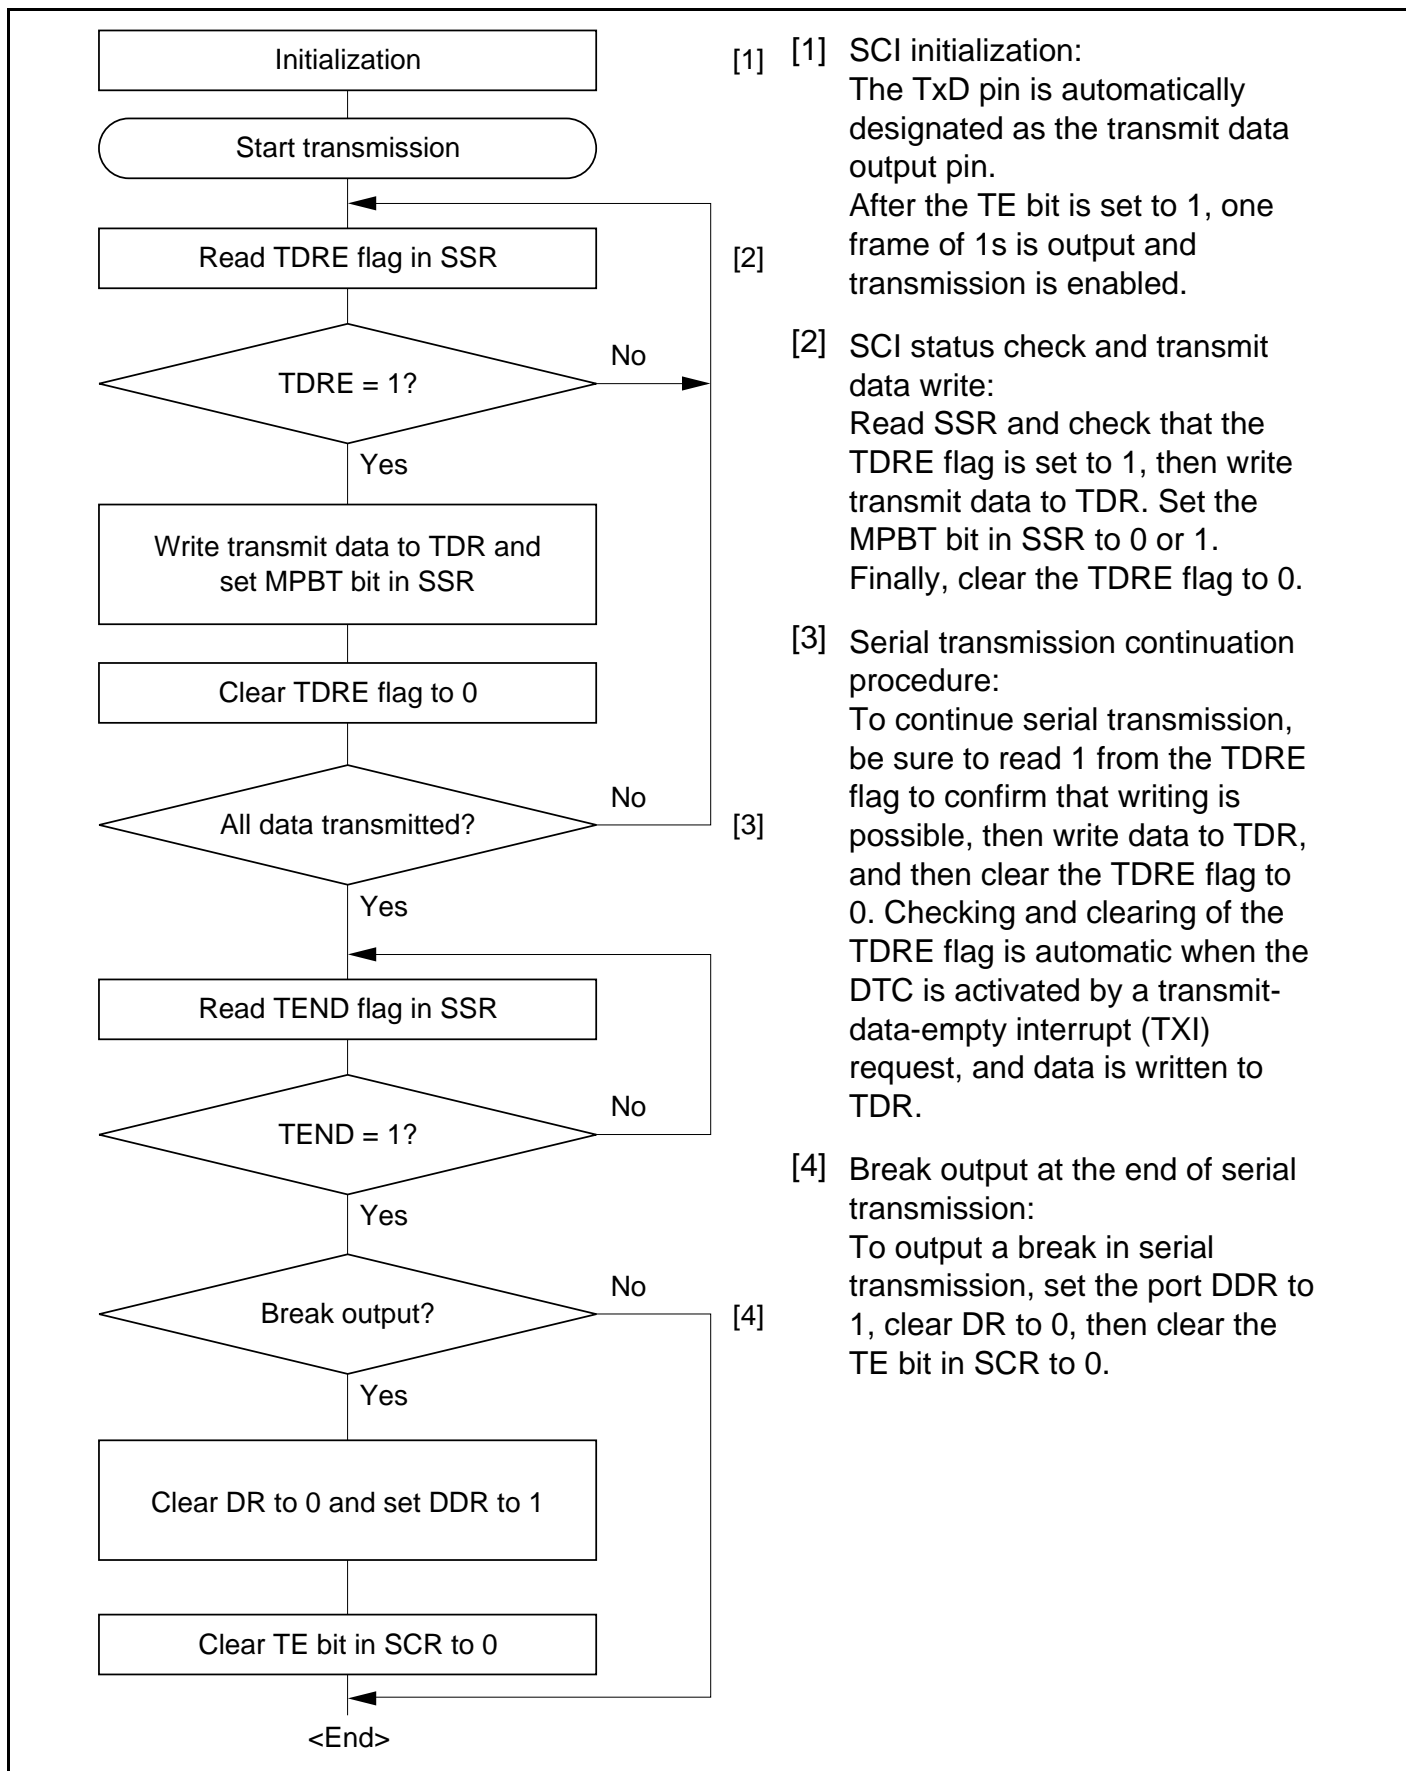 Initialization
[1]
Start transmission
Read TDRE flag in SSR
[2]
TDRE = 1?
No
Yes
Write transmit data to TDR and
set MPBT bit in SSR
Clear TDRE flag to 0
All data transmitted?
No
[3]
Yes
Read TEND flag in SSR
TEND = 1?
No
Yes
Break output?
No
[4]
Yes
Clear DR to 0 and set DDR to 1
Clear TE bit in SCR to 0
<End>
[1] SCI initialization:
The TxD pin is automatically
designated as the transmit data
output pin.
After the TE bit is set to 1, one
frame of 1s is output and
transmission is enabled.
[2] SCI status check and transmit
data write:
Read SSR and check that the
TDRE flag is set to 1, then write
transmit data to TDR. Set the
MPBT bit in SSR to 0 or 1.
Finally, clear the TDRE flag to 0.
[3] Serial transmission continuation
procedure:
To continue serial transmission,
be sure to read 1 from the TDRE
flag to confirm that writing is
possible, then write data to TDR,
and then clear the TDRE flag to
0. Checking and clearing of the
TDRE flag is automatic when the
DTC is activated by a transmit-
data-empty interrupt (TXI)
request, and data is written to
TDR.
[4] Break output at the end of serial
transmission:
To output a break in serial
transmission, set the port DDR to
1, clear DR to 0, then clear the
TE bit in SCR to 0.